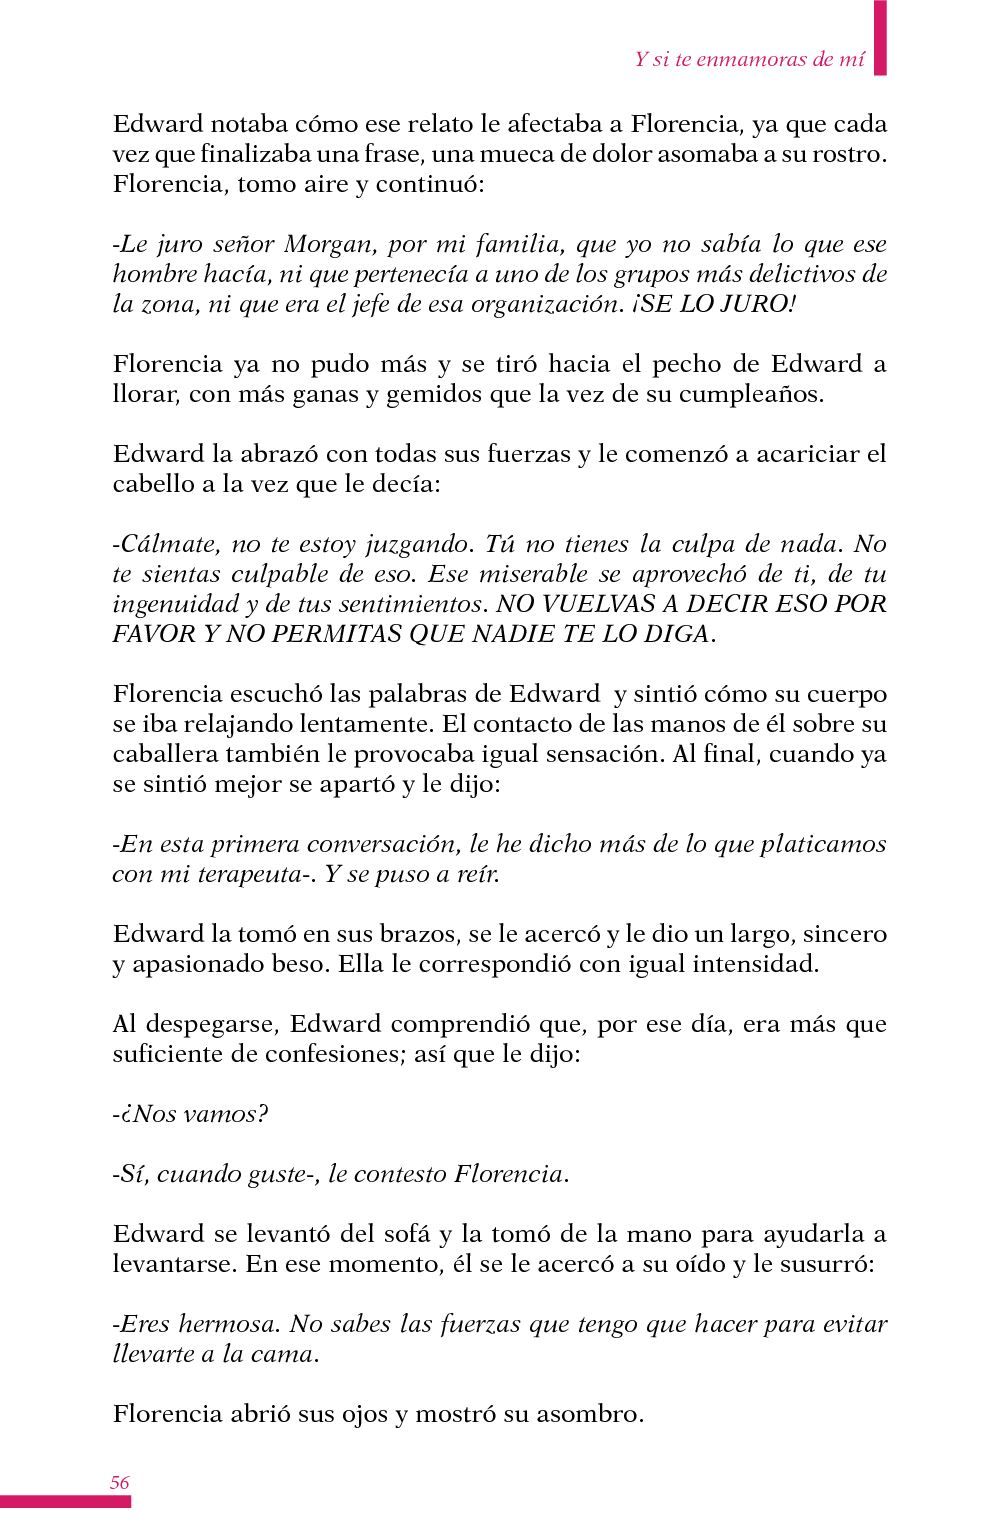 Y si te enmamoras de mí
Edward notaba cómo ese relato le afectaba a Florencia, ya que cada
vez que finalizaba una frase, una mueca de dolor asomaba a su rostro.
Florencia, tomo aire y continuó:
-Le juro señor Morgan, por mi familia, que yo no sabía lo que ese
hombre hacía, ni que pertenecía a uno de los grupos más delictivos de
la zona, ni que era el jefe de esa organización. ¡SE LO JURO!
Florencia ya no pudo más y se tiró hacia el pecho de Edward a
llorar, con más ganas y gemidos que la vez de su cumpleaños.
Edward la abrazó con todas sus fuerzas y le comenzó a acariciar el
cabello a la vez que le decía:
-Cálmate, no te estoy juzgando. Tú no tienes la culpa de nada. No
te sientas culpable de eso. Ese miserable se aprovechó de ti, de tu
ingenuidad y de tus sentimientos. NO VUELVAS A DECIR ESO POR
FAVOR Y NO PERMITAS QUE NADIE TE LO DIGA.
Florencia escuchó las palabras de Edward  y sintió cómo su cuerpo
se iba relajando lentamente. El contacto de las manos de él sobre su
caballera también le provocaba igual sensación. Al final, cuando ya
se sintió mejor se apartó y le dijo:
-En esta primera conversación, le he dicho más de lo que platicamos
con mi terapeuta-. Y se puso a reír.
Edward la tomó en sus brazos, se le acercó y le dio un largo, sincero
y apasionado beso. Ella le correspondió con igual intensidad.
Al despegarse, Edward comprendió que, por ese día, era más que
suficiente de confesiones; así que le dijo:
-¿Nos vamos?
-Sí, cuando guste-, le contesto Florencia.
Edward se levantó del sofá y la tomó de la mano para ayudarla a
levantarse. En ese momento, él se le acercó a su oído y le susurró:
-Eres hermosa. No sabes las fuerzas que tengo que hacer para evitar
llevarte a la cama.
Florencia abrió sus ojos y mostró su asombro.
56